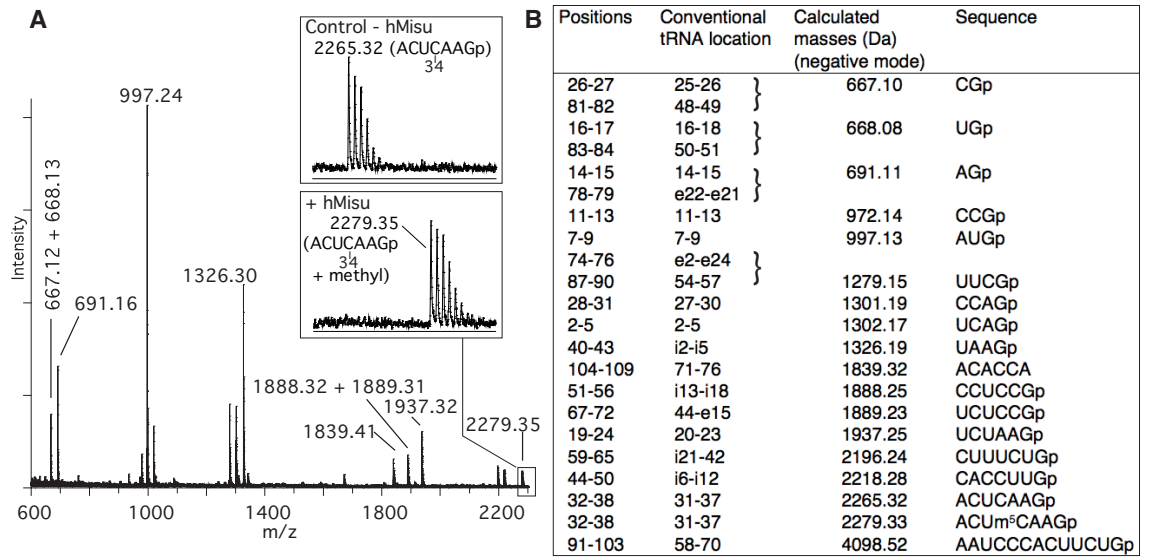 A
Control - hMisu
2265.32 (ACUCAAGp)
34
+ hMisu
2279.35
(ACUCAAGp
34
+ methyl)
997.24
667.12 + 668.13
691.16
1326.30
1888.32 + 1889.31
1937.32
1839.41
2279.35
Intensity
600 1000 1400 1800 2200
m/z
B
Positions Conventional tRNA location Calculated masses (Da) (negative mode) Sequence
26-27 25-26 } 667.10 CGp
81-82 48-49
16-17 16-18 } 668.08 UGp
83-84 50-51
14-15 14-15 } 691.11 AGp
78-79 e22-e21
11-13 11-13 972.14 CCGp
7-9 7-9 997.13 AUGp
74-76 e2-e24 }
87-90 54-57 1279.15 UUCGp
28-31 27-30 1301.19 CCAGp
2-5 2-5 1302.17 UCAGp
40-43 i2-i5 1326.19 UAAGp
104-109 71-76 1839.32 ACACCA
51-56 i13-i18 1888.25 CCUCCGp
67-72 44-e15 1889.23 UCUCCGp
19-24 20-23 1937.25 UCUAAGp
59-65 i21-42 2196.24 CUUUCUGp
44-50 i6-i12 2218.28 CACCUUGp
32-38 31-37 2265.32 ACUCAAGp
32-38 31-37 2279.33 ACUm⁵CAAGp
91-103 58-70 4098.52 AAUCCCACUUCUGp